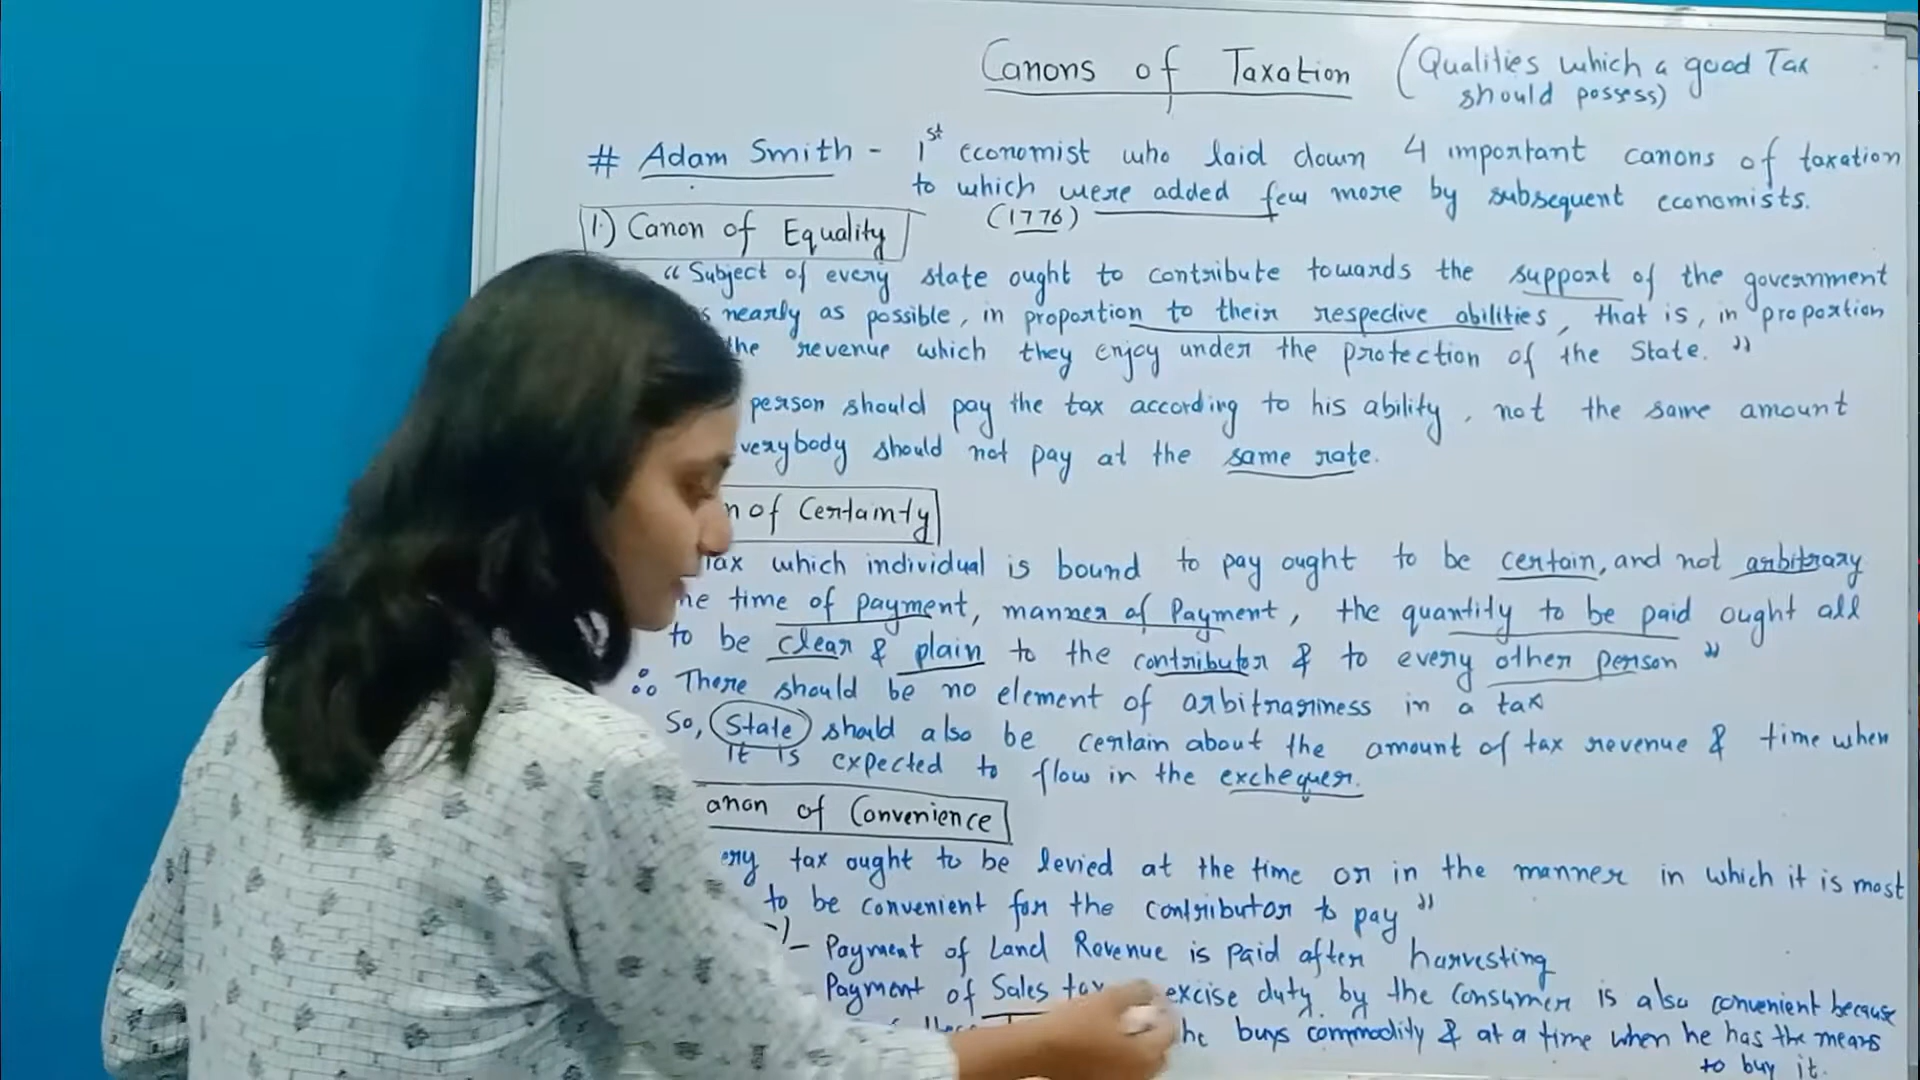 Canons of Taxation (Qualities which a good Tax
should possess)
# Adam Smith - 1st economist who laid down 4 important canons of taxation
to which were added few more by subsequent economists.
(1776)
1.) Canon of Equality
"Subject of every state ought to contribute towards the support of the government
nearly as possible, in proportion to their respective abilities, that is, in proportion
the revenue which they enjoy under the protection of the State."
person should pay the tax according to his ability, not the same amount
verybody should not pay at the same rate.
n of Certainty
Tax which individual is bound to pay ought to be certain, and not arbitrary
he time of payment, manner of Payment, the quantity to be paid ought all
to be clear & plain to the contributor & to every other person"
∴ There should be no element of arbitrariness in a tax
So, State should also be certain about the amount of tax revenue & time when
it is expected to flow in the exchequer.
anon of Convenience
ery tax ought to be levied at the time or in the manner in which it is most
to be convenient for the contributor to pay"
- Payment of Land Revenue is paid after harvesting
Payment of Sales tax excise duty by the Consumer is also convenient because
he buys commodity & at a time when he has the means
to buy it.